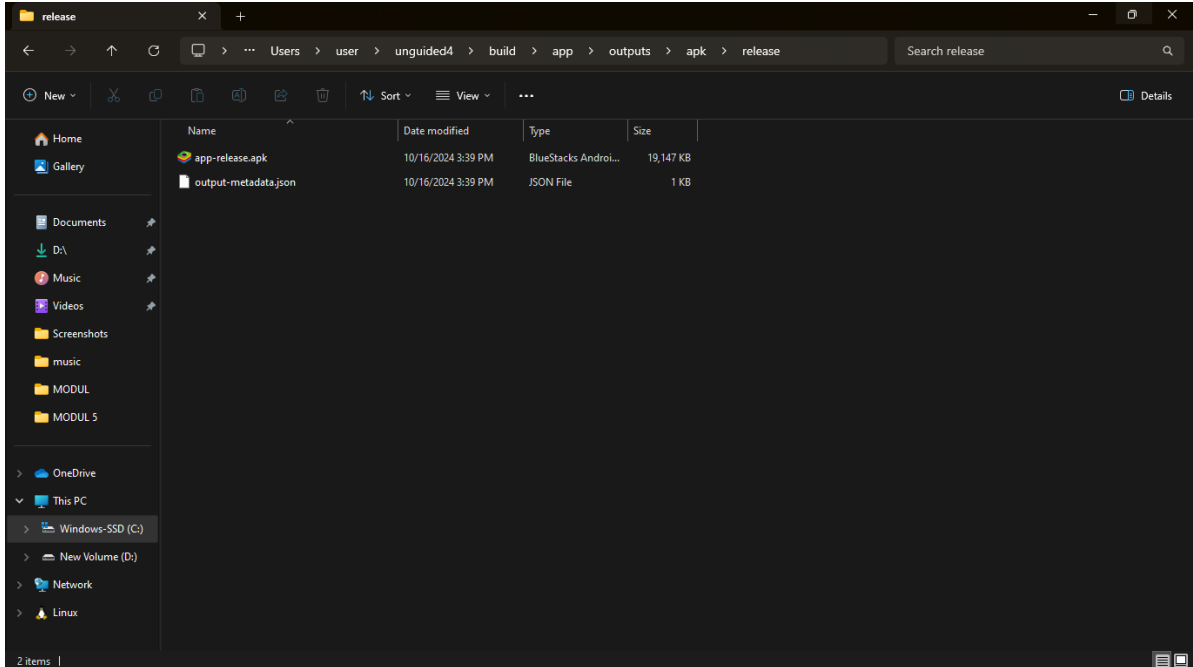 release
Users > user > unguided4 > build > app > outputs > apk > release
Search release
New
Sort
View
Details
Name Date modified Type Size
app-release.apk 10/16/2024 3:39 PM BlueStacks Androi... 19,147 KB
output-metadata.json 10/16/2024 3:39 PM JSON File 1 KB
Home
Gallery
Documents
D:\
Music
Videos
Screenshots
music
MODUL
MODUL 5
OneDrive
This PC
Windows-SSD (C:)
New Volume (D:)
Network
Linux
2 items